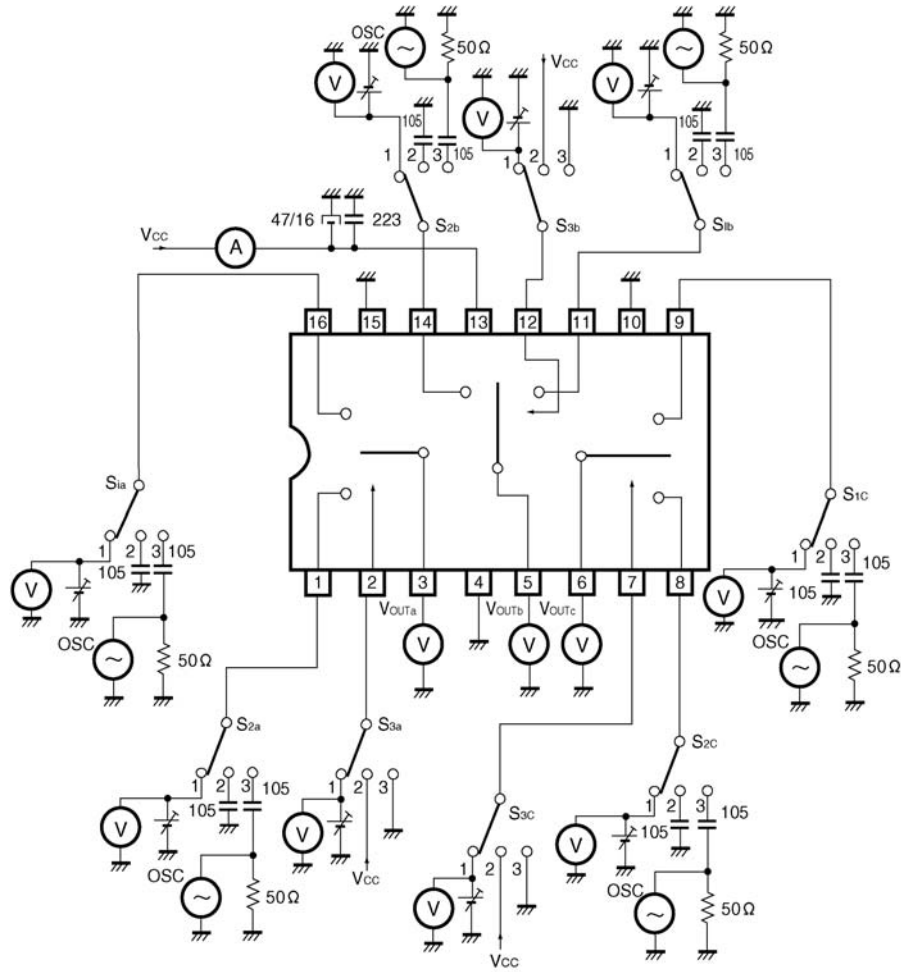 OSC
50Ω
V
~
VCC
V
105
1 2 3 105
S2b
V
1 2 3
S3b
OSC
50Ω
V
~
105
1 2 3 105
SIb
47/16
223
VCC
A
16 15 14 13 12 11 10 9
Sia
1 2 3 105
105
V
OSC
~
50Ω
S1C
1 2 3 105
105
V
OSC
~
50Ω
1 2 3 4 5 6 7 8
VOUTa
VOUTb
VOUTc
V
V
V
S2a
1 2 3 105
105
V
OSC
~
50Ω
S3a
1 2 3
V
VCC
S3C
1 2 3
V
VCC
S2C
1 2 3 105
105
V
OSC
~
50Ω